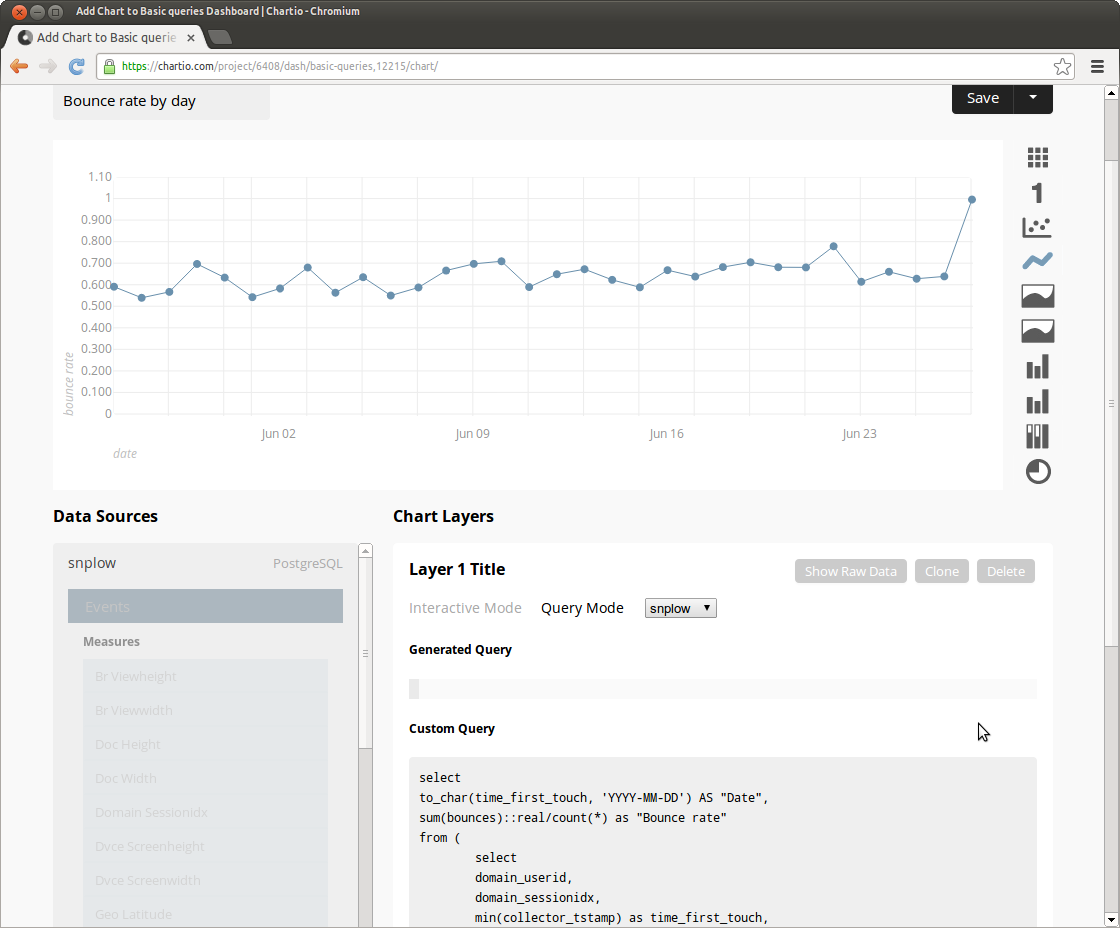 Add Chart to Basic queries Dashboard | Chartio - Chromium
Add Chart to Basic querie
https://chartio.com/project/6408/dash/basic-queries,12215/chart/
Bounce rate by day
Save
1.10
1
0.900
0.800
0.700
0.600
0.500
0.400
0.300
0.200
0.100
0
bounce rate
Jun 02
Jun 09
Jun 16
Jun 23
date
1
Data Sources
snplow PostgreSQL
Events
Measures
Br Viewheight
Br Viewwidth
Doc Height
Doc Width
Domain Sessionidx
Dvce Screenheight
Dvce Screenwidth
Geo Latitude
Chart Layers
Layer 1 Title
Show Raw Data
Clone
Delete
Interactive Mode Query Mode snplow
Generated Query
Custom Query
select
to_char(time_first_touch, 'YYYY-MM-DD') AS "Date",
sum(bounces)::real/count(*) as "Bounce rate"
from (
select
domain_userid,
domain_sessionidx,
min(collector_tstamp) as time_first_touch,